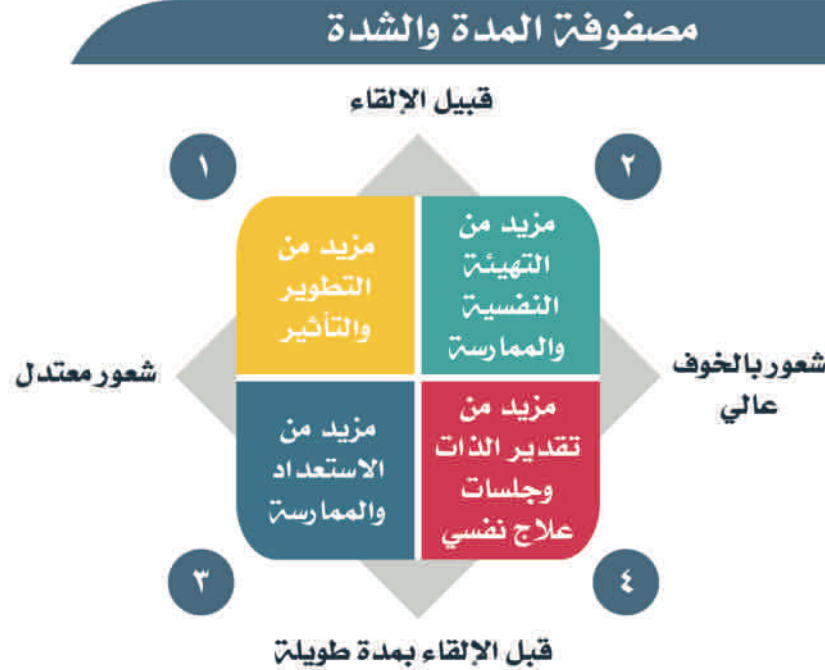 مصفوفة المدة والشدة
قبيل الإلقاء
١
٢
مزيد من
التطوير
والتأثير
مزيد من
التهيئة
النفسية
والممارسة
شعور معتدل
شعور بالخوف
عالي
مزيد من
الاستعداد
والممارسة
مزيد من
تقدير الذات
وجلسات
علاج نفسي
٣
٤
قبل الإلقاء بمدة طويلة